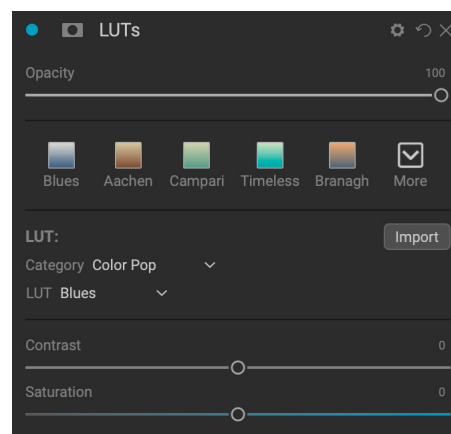 LUTs
Opacity 100
Blues Aachen Campari Timeless Branagh More
LUT: Import
Category Color Pop
LUT Blues
Contrast 0
Saturation 0